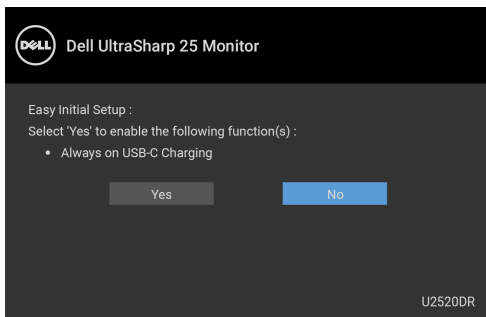 DELL
Dell UltraSharp 25 Monitor
Easy Initial Setup :
Select 'Yes' to enable the following function(s) :
• Always on USB-C Charging
Yes
No
U2520DR